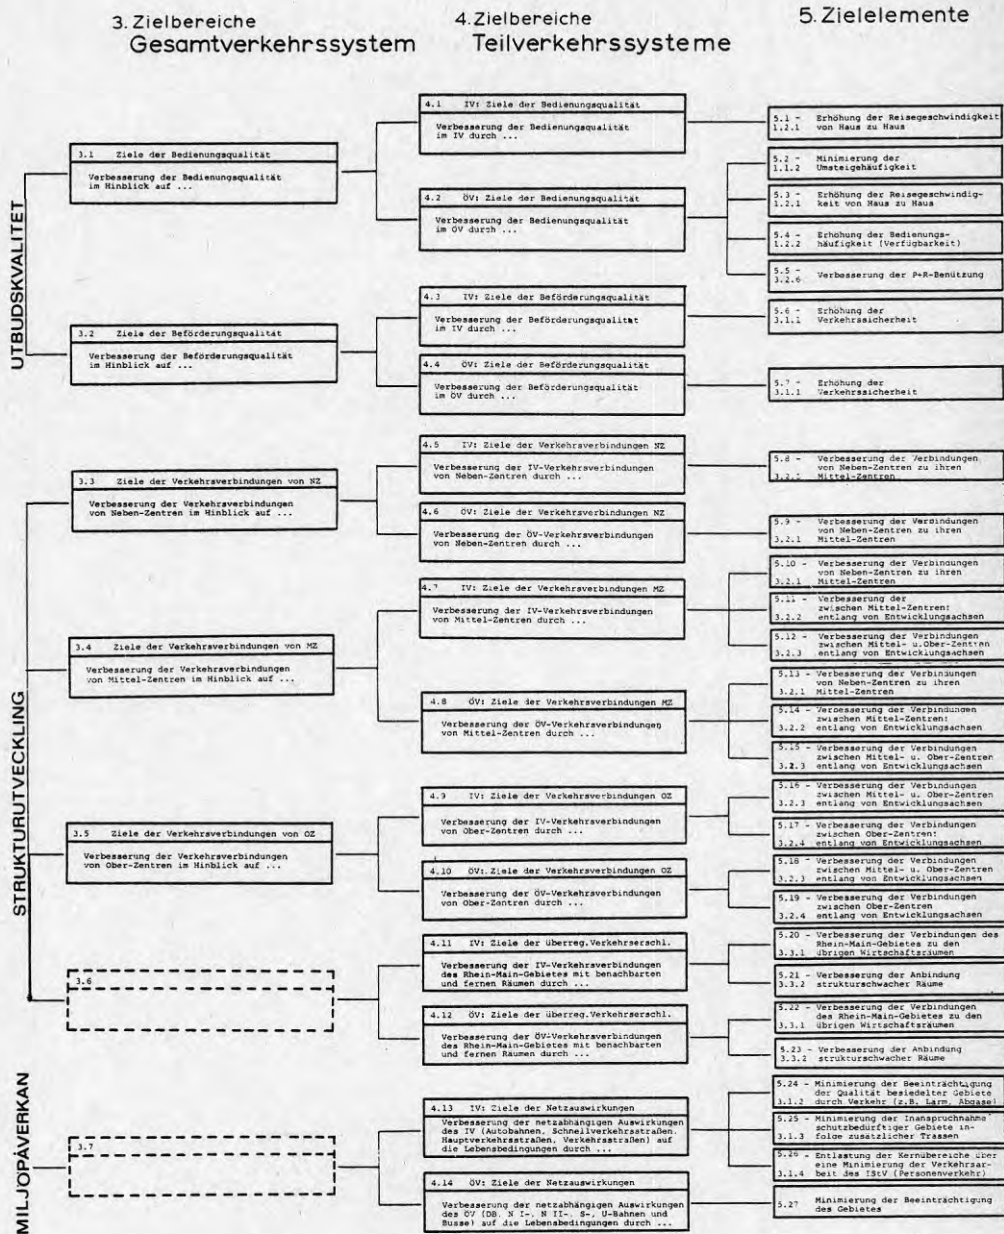 3. Zielbereiche
Gesamtverkehrssystem
4. Zielbereiche
Teilverkehrssysteme
5. Zielelemente
UTBUDSKVALITET
3.1 Ziele der Bedienungsqualität
Verbesserung der Bedienungsqualität
im Hinblick auf ...
3.2 Ziele der Beförderungsqualität
Verbesserung der Beförderungsqualität
im Hinblick auf ...
STRUKTURUTVECKLING
3.3 Ziele der Verkehrsverbindungen von NZ
Verbesserung der Verkehrsverbindungen
von Neben-Zentren im Hinblick auf ...
3.4 Ziele der Verkehrsverbindungen von MZ
Verbesserung der Verkehrsverbindungen
von Mittel-Zentren im Hinblick auf ...
3.5 Ziele der Verkehrsverbindungen von OZ
Verbesserung der Verkehrsverbindungen
von Ober-Zentren im Hinblick auf ...
3.6
MILJÖPÅVERKAN
3.7
4.1 IV: Ziele der Bedienungsqualität
Verbesserung der Bedienungsqualität
im IV durch ...
4.2 ÖV: Ziele der Bedienungsqualität
Verbesserung der Bedienungsqualität
im ÖV durch ...
4.3 IV: Ziele der Beförderungsqualität
Verbesserung der Beförderungsqualität
im IV durch ...
4.4 ÖV: Ziele der Beförderungsqualität
Verbesserung der Beförderungsqualität
im ÖV durch ...
4.5 IV: Ziele der Verkehrsverbindungen NZ
Verbesserung der IV-Verkehrsverbindungen
von Neben-Zentren durch ...
4.6 ÖV: Ziele der Verkehrsverbindungen NZ
Verbesserung der ÖV-Verkehrsverbindungen
von Neben-Zentren durch ...
4.7 IV: Ziele der Verkehrsverbindungen MZ
Verbesserung der IV-Verkehrsverbindungen
von Mittel-Zentren durch ...
4.8 ÖV: Ziele der Verkehrsverbindungen MZ
Verbesserung der ÖV-Verkehrsverbindungen
von Mittel-Zentren durch ...
4.9 IV: Ziele der Verkehrsverbindungen OZ
Verbesserung der IV-Verkehrsverbindungen
von Ober-Zentren durch ...
4.10 ÖV: Ziele der Verkehrsverbindungen OZ
Verbesserung der ÖV-Verkehrsverbindungen
von Ober-Zentren durch ...
4.11 IV: Ziele der überreg.Verkehrserschl.
Verbesserung der IV-Verkehrsverbindungen
des Rhein-Main-Gebietes mit benachbarten
und fernen Räumen durch ...
4.12 ÖV: Ziele der überreg.Verkehrserschl.
Verbesserung der ÖV-Verkehrsverbindungen
des Rhein-Main-Gebietes mit benachbarten
und fernen Räumen durch ...
4.13 IV: Ziele der Netzauswirkungen
Verbesserung der netzabhängigen Auswirkungen
des IV (Autobahnen, Schnellverkehrsstraßen,
Hauptverkehrsstraßen, Verkehrsstraßen) auf
die Lebensbedingungen durch ...
4.14 ÖV: Ziele der Netzauswirkungen
Verbesserung der netzabhängigen Auswirkungen
des ÖV (DB, N I-, N II-, S-, U-Bahnen und
Busse) auf die Lebensbedingungen durch ...
5.1 - Erhöhung der Reisegeschwindigkeit
1.2.1 von Haus zu Haus
5.2 - Minimierung der
1.1.2 Umsteigehäufigkeit
5.3 - Erhöhung der Reisegeschwindig-
1.2.1 keit von Haus zu Haus
5.4 - Erhöhung der Bedienungs-
1.2.2 häufigkeit (Verfügbarkeit)
5.5 -
3.2.6 Verbesserung der P+R-Benützung
5.6 - Erhöhung der
3.1.1 Verkehrssicherheit
5.7 - Erhöhung der
3.1.1 Verkehrssicherheit
5.8 - Verbesserung der Verbindungen
von Neben-Zentren zu ihren
3.2.1 Mittel-Zentren
5.9 - Verbesserung der Verbindungen
von Neben-Zentren zu ihren
3.2.1 Mittel-Zentren
5.10 - Verbesserung der Verbindungen
von Neben-Zentren zu ihren
3.2.1 Mittel-Zentren
5.11 - Verbesserung der
zwischen Mittel-Zentren:
3.2.2 entlang von Entwicklungsachsen
5.12 - Verbesserung der Verbindungen
zwischen Mittel- u.Ober-Zentren
3.2.3 entlang von Entwicklungsachsen
5.13 - Verbesserung der Verbindungen
von Neben-Zentren zu ihren
3.2.1 Mittel-Zentren
5.14 - Verbesserung der Verbindungen
zwischen Mittel-Zentren:
3.2.2 entlang von Entwicklungsachsen
5.15 - Verbesserung der Verbindungen
zwischen Mittel- u. Ober-Zentren
3.2.3 entlang von Entwicklungsachsen
5.16 - Verbesserung der Verbindungen
zwischen Mittel- u. Ober-Zentren
3.2.3 entlang von Entwicklungsachsen
5.17 - Verbesserung der Verbindungen
zwischen Ober-Zentren:
3.2.4 entlang von Entwicklungsachsen
5.18 - Verbesserung der Verbindungen
zwischen Mittel- u. Ober-Zentren
3.2.3 entlang von Entwicklungsachsen
5.19 - Verbesserung der Verbindungen
zwischen Ober-Zentren
3.2.4 entlang von Entwicklungsachsen
5.20 - Verbesserung der Verbindungen des
Rhein-Main-Gebietes zu den
3.3.1 übrigen Wirtschaftsräumen
5.21 - Verbesserung der Anbindung
3.3.2 strukturschwacher Räume
5.22 - Verbesserung der Verbindungen
des Rhein-Main-Gebietes zu den
3.3.1 übrigen Wirtschaftsräumen
5.23 - Verbesserung der Anbindung
3.3.2 strukturschwacher Räume
5.24 - Minimierung der Beeinträchtigung
der Qualität besiedelter Gebiete
3.1.2 durch Verkehr (z.B. Lärm, Abgase)
5.25 - Minimierung der Inanspruchnahme
schutzbedürftiger Gebiete in-
3.1.3 folge zusätzlicher Trassen
5.26 - Entlastung der Kernbereiche über
eine Minimierung der Verkehrsar-
3.1.4 beit des IStV (Personenverkehr)
5.27 Minimierung der Beeinträchtigung
des Gebietes